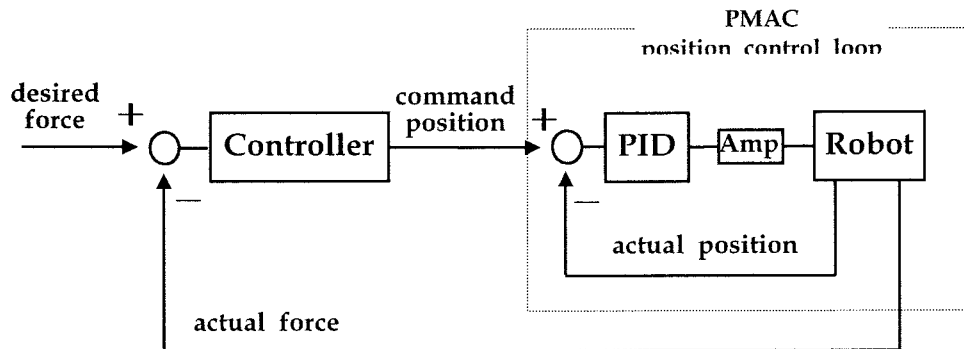 PMAC
position control loop
desired
force
+
command
position
+
Controller
PID
Amp
Robot
−
−
actual position
actual force